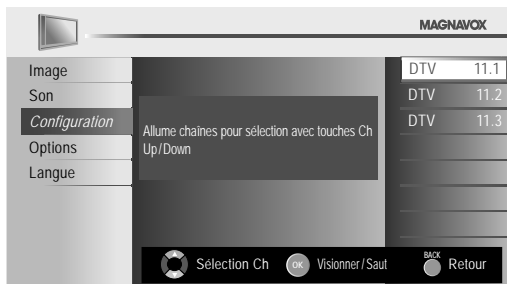 MAGNAVOX
Image
Son
Configuration
Options
Langue
Allume chaînes pour sélection avec touches Ch
Up/Down
DTV 11.1
DTV 11.2
DTV 11.3
Sélection Ch OK Visionner / Saut BACK Retour